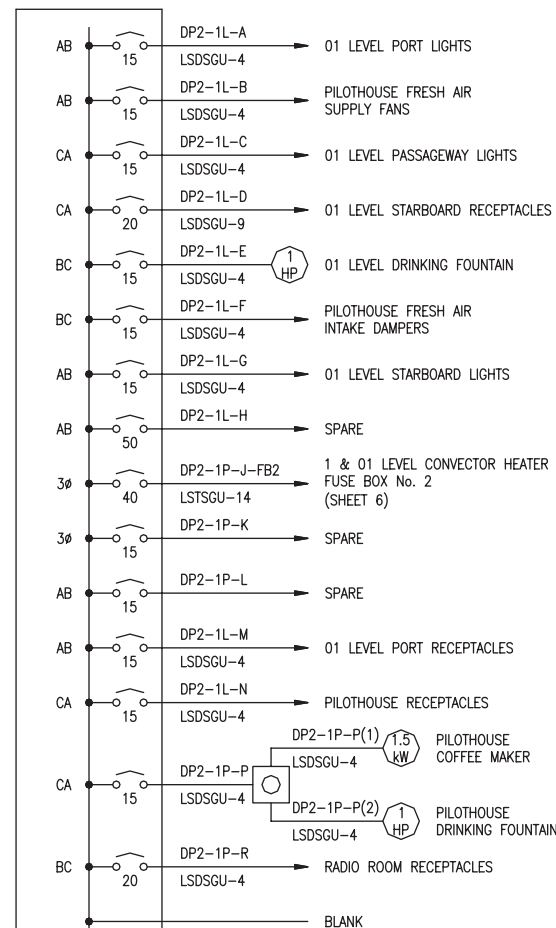 AB 15 DP2-1L-A LSDSGU-4 01 LEVEL PORT LIGHTS
AB 15 DP2-1L-B LSDSGU-4 PILOTHOUSE FRESH AIR
SUPPLY FANS
CA 15 DP2-1L-C LSDSGU-4 01 LEVEL PASSAGEWAY LIGHTS
CA 20 DP2-1L-D LSDSGU-9 01 LEVEL STARBOARD RECEPTACLES
BC 15 DP2-1L-E LSDSGU-4 1 HP 01 LEVEL DRINKING FOUNTAIN
BC 15 DP2-1L-F LSDSGU-4 PILOTHOUSE FRESH AIR
INTAKE DAMPERS
AB 15 DP2-1L-G LSDSGU-4 01 LEVEL STARBOARD LIGHTS
AB 50 DP2-1L-H SPARE
3ø 40 DP2-1P-J-FB2 LSTSGU-14 1 & 01 LEVEL CONVECTOR HEATER
FUSE BOX No. 2
(SHEET 6)
3ø 15 DP2-1P-K SPARE
AB 15 DP2-1P-L SPARE
AB 15 DP2-1L-M LSDSGU-4 01 LEVEL PORT RECEPTACLES
CA 15 DP2-1L-N LSDSGU-4 PILOTHOUSE RECEPTACLES
DP2-1P-P(1) LSDSGU-4 1.5 kW PILOTHOUSE
COFFEE MAKER
CA 15 DP2-1P-P LSDSGU-4
DP2-1P-P(2) LSDSGU-4 1 HP PILOTHOUSE
DRINKING FOUNTAIN
BC 20 DP2-1P-R LSDSGU-4 RADIO ROOM RECEPTACLES
BLANK